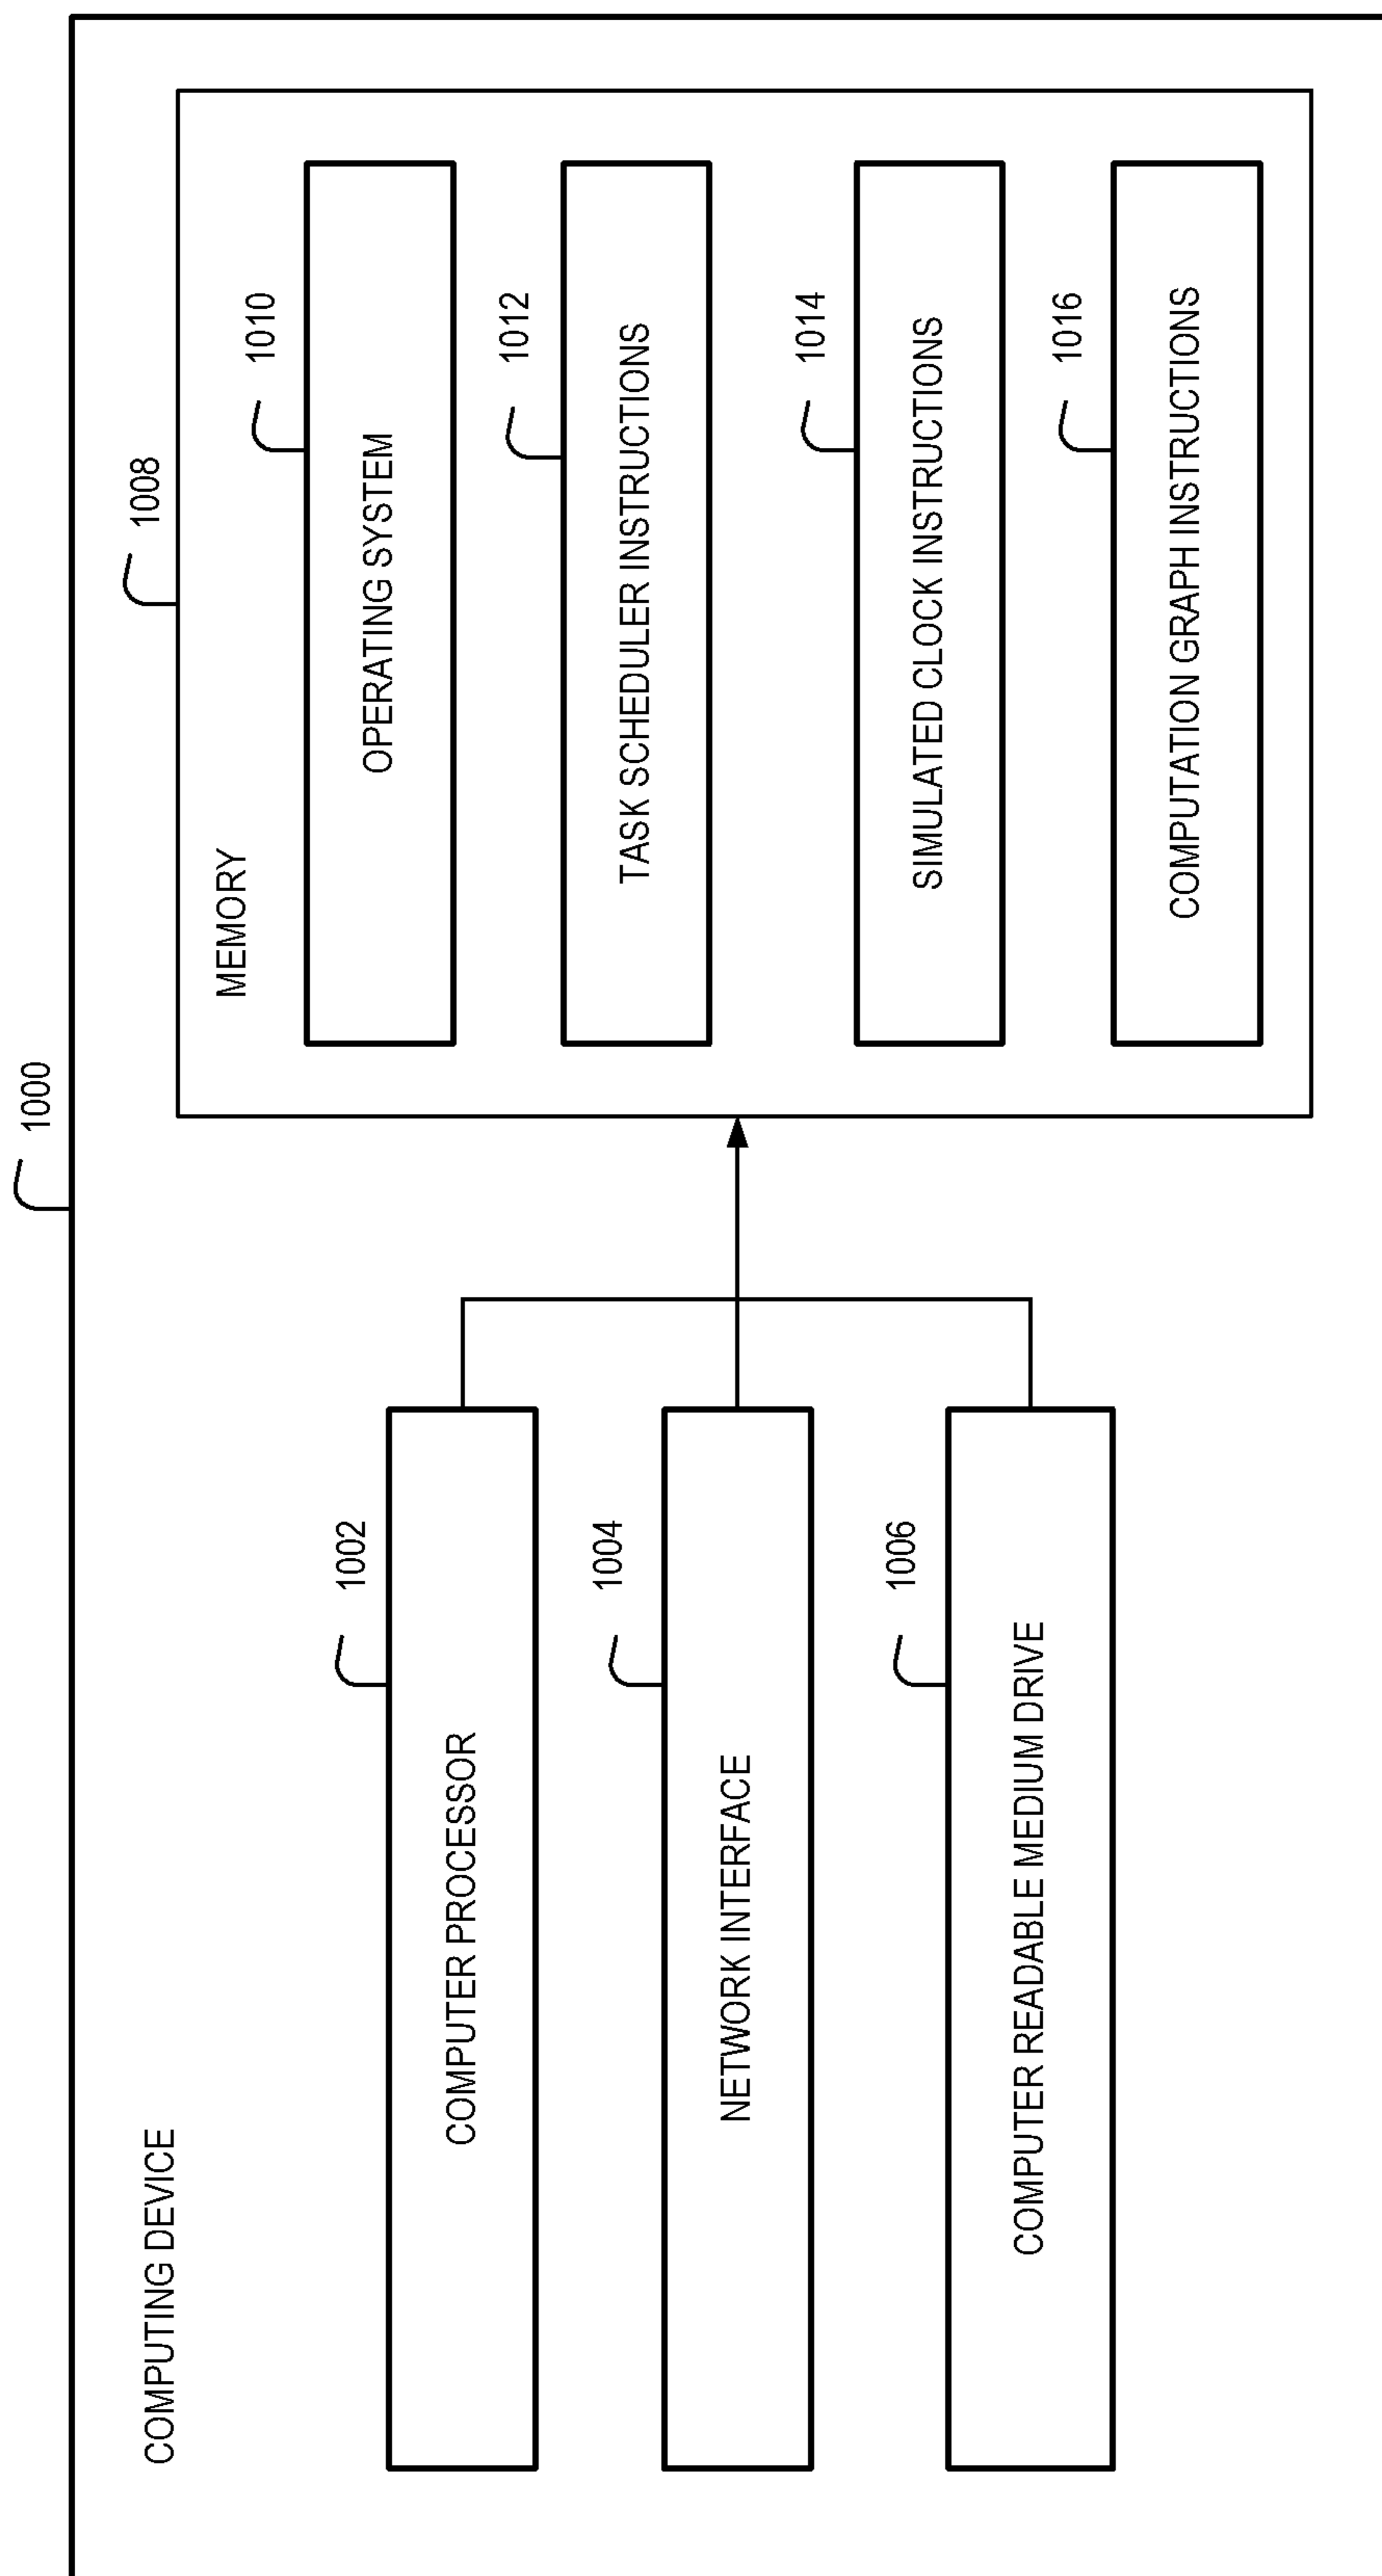 1000
COMPUTING DEVICE
1002
COMPUTER PROCESSOR
1004
NETWORK INTERFACE
1006
COMPUTER READABLE MEDIUM DRIVE
1008
MEMORY
1010
OPERATING SYSTEM
1012
TASK SCHEDULER INSTRUCTIONS
1014
SIMULATED CLOCK INSTRUCTIONS
1016
COMPUTATION GRAPH INSTRUCTIONS